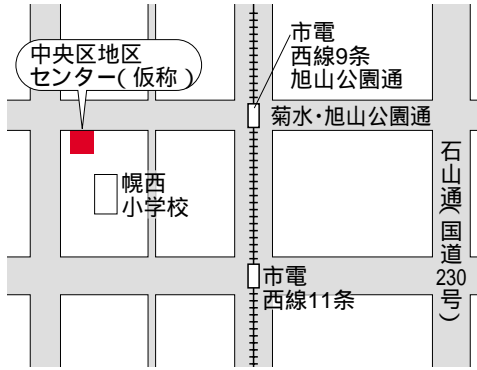 中央区地区
センター(仮称)
市電
西線9条
旭山公園通
菊水・旭山公園通
幌西
小学校
石山通(国道230号)
市電
西線11条